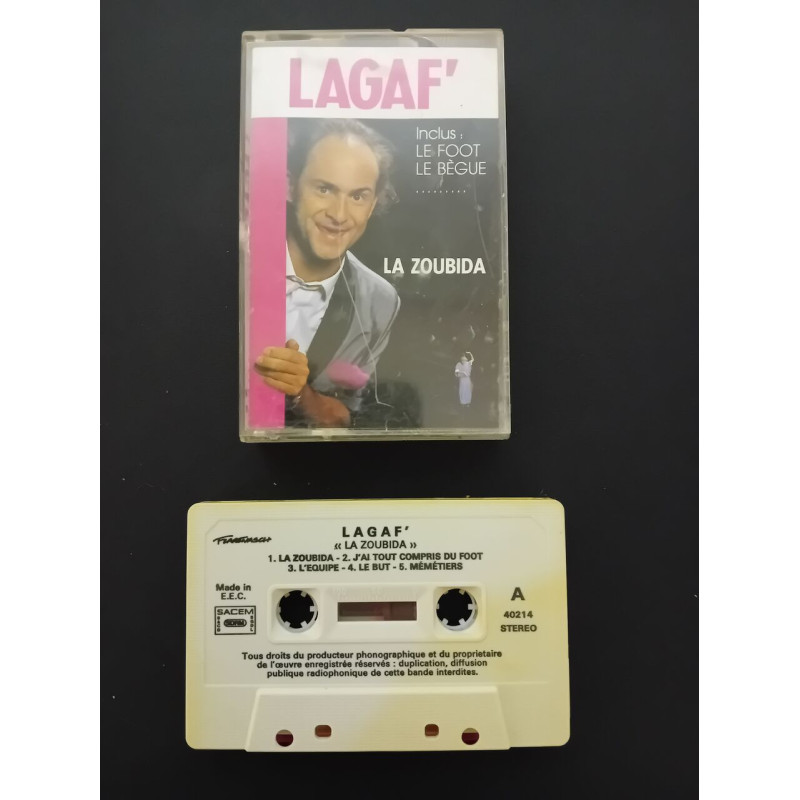 LAGAF'
Inclus :
LE FOOT
LE BÈGUE
.........
LA ZOUBIDA
LAGAF'
« LA ZOUBIDA »
1. LA ZOUBIDA - 2. J'AI TOUT COMPRIS DU FOOT
3. L'EQUIPE - 4. LE BUT - 5. MÉMÉTIERS
Made in
E.E.C.
SACEM
A
40214
STEREO
Tous droits du producteur phonographique et du proprietaire
de l'œuvre enregistrée réservés : duplication, diffusion
publique radiophonique de cette bande interdites.